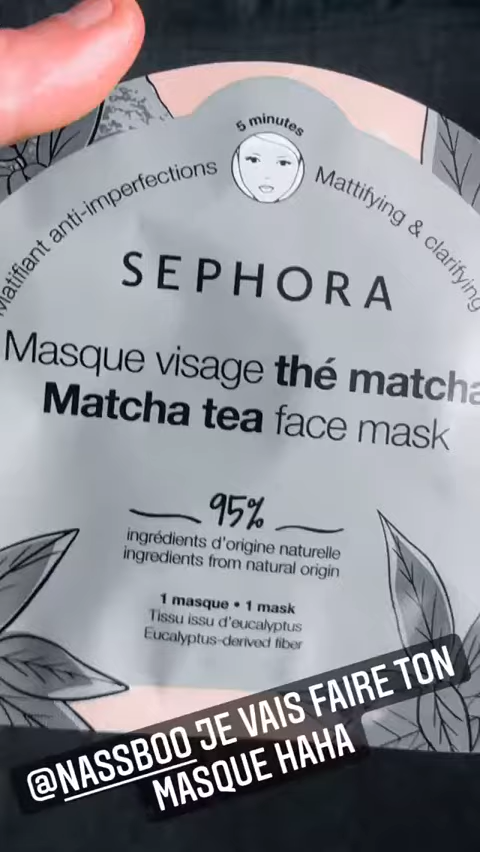 5 minutes
Matifiant anti-imperfections
Mattifying & clarifying
SEPHORA
Masque visage thé matcha
Matcha tea face mask
95%
ingrédients d'origine naturelle
ingredients from natural origin
1 masque • 1 mask
Tissu issu d'eucalyptus
Eucalyptus-derived fiber
@NASSBOO JE VAIS FAIRE TON
MASQUE HAHA